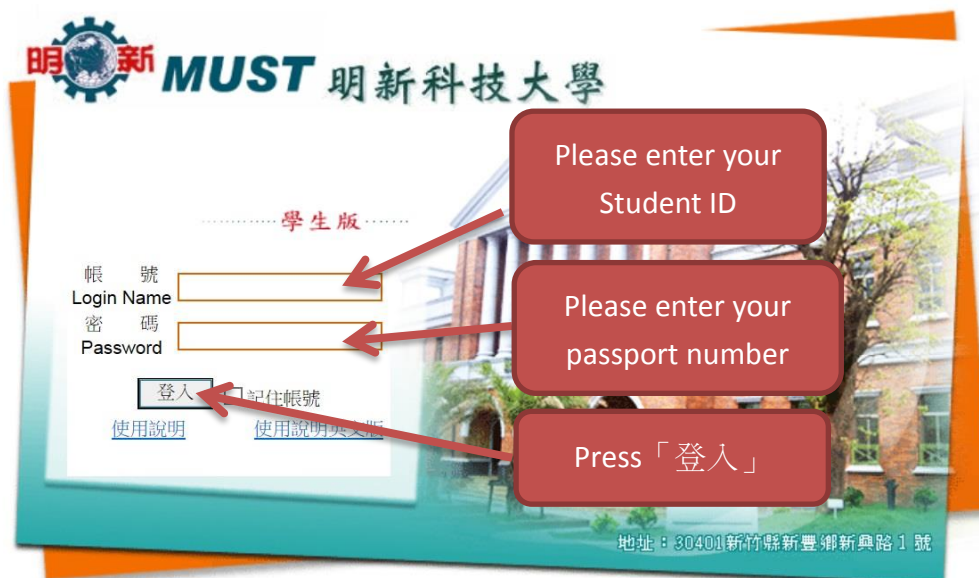 明新 MUST 明新科技大學
Please enter your
Student ID
學生版
帳 號
Login Name
Please enter your
passport number
密 碼
Password
登入 記住帳號
使用說明 使用說明英文版
Press「登入」
地址：30401新竹縣新豐鄉新興路1號